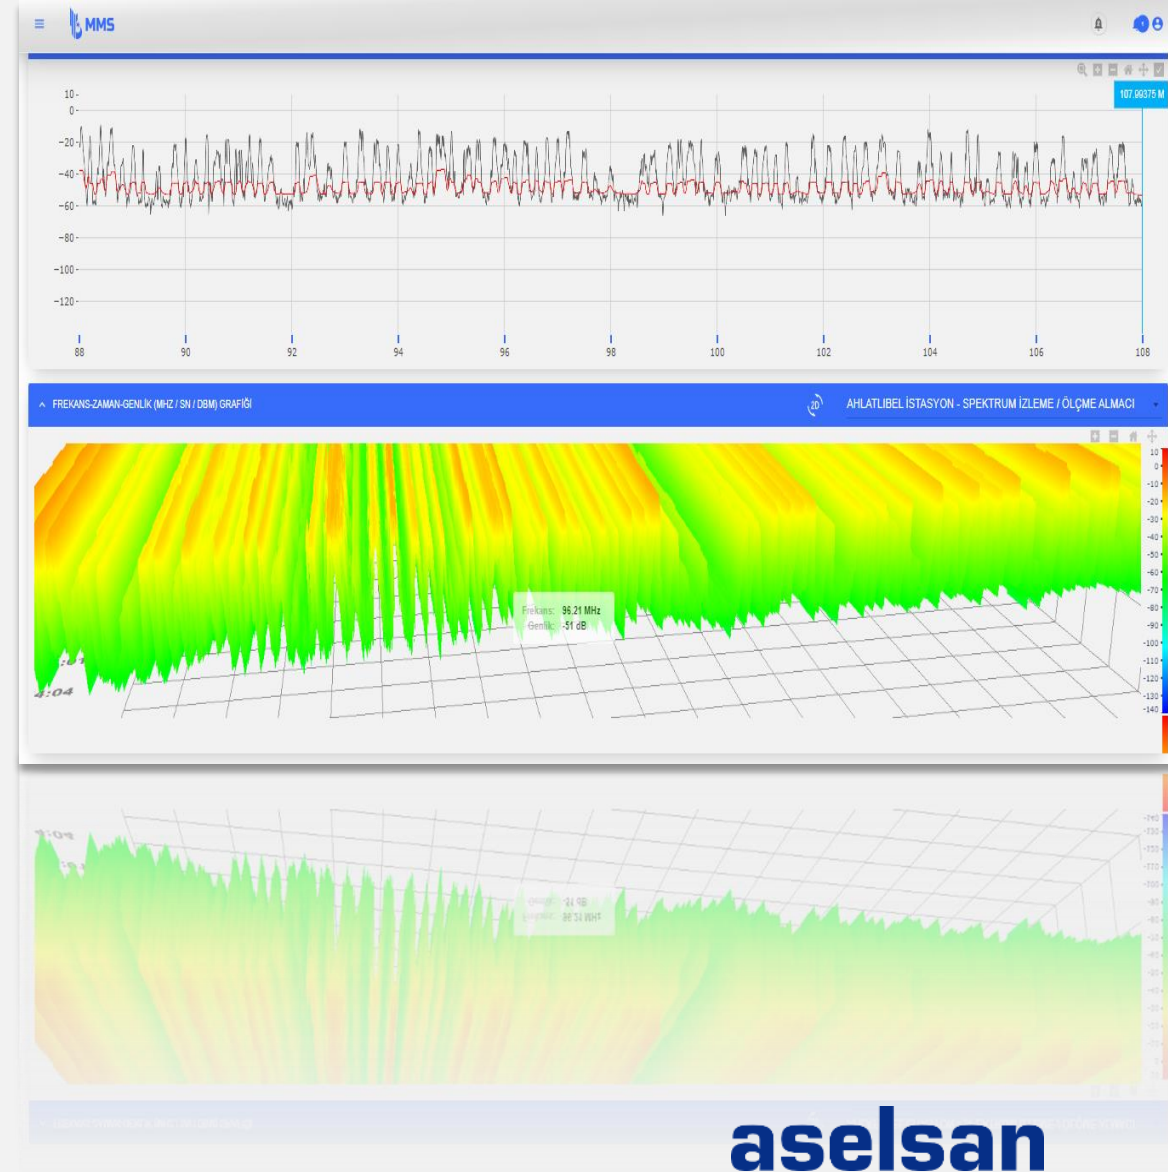 MMS
107.99375 M
10
0
-20
-40
-60
-80
-100
-120
88 90 92 94 96 98 100 102 104 106 108
FREKANS-ZAMAN-GENLİK (MHZ / SN / DBM) GRAFİĞİ
2D
AHLATLIBEL İSTASYON - SPEKTRUM İZLEME / ÖLÇME ALMACI
10
0
-10
-20
-30
-40
-50
-60
-70
-80
-90
-100
-110
-120
-130
-140
Frekans: 96.21 MHz
Genlik: -51 dB
4:04
aselsan